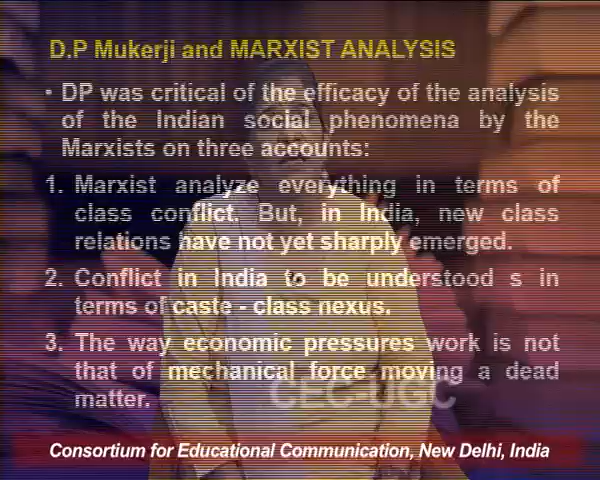 D.P Mukerji and MARXIST ANALYSIS
• DP was critical of the efficacy of the analysis
of the Indian social phenomena by the
Marxists on three accounts:
1. Marxist analyze everything in terms of
class conflict. But, in India, new class
relations have not yet sharply emerged.
2. Conflict in India to be understood s in
terms of caste - class nexus.
3. The way economic pressures work is not
that of mechanical force moving a dead
matter.
CEC-UGC
Consortium for Educational Communication, New Delhi, India